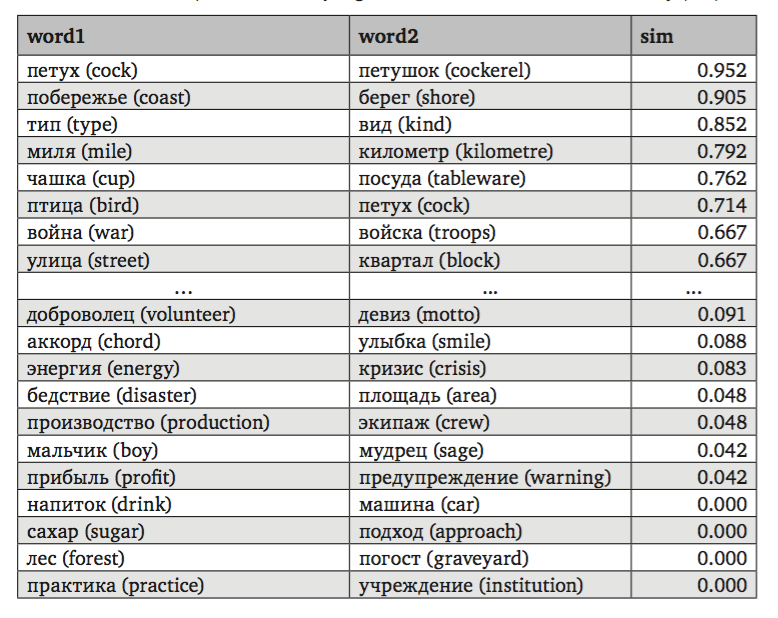 word1 word2 sim
петух (cock) петушок (cockerel) 0.952
побережье (coast) берег (shore) 0.905
тип (type) вид (kind) 0.852
миля (mile) километр (kilometre) 0.792
чашка (cup) посуда (tableware) 0.762
птица (bird) петух (cock) 0.714
война (war) войска (troops) 0.667
улица (street) квартал (block) 0.667
... ... ...
доброволец (volunteer) девиз (motto) 0.091
аккорд (chord) улыбка (smile) 0.088
энергия (energy) кризис (crisis) 0.083
бедствие (disaster) площадь (area) 0.048
производство (production) экипаж (crew) 0.048
мальчик (boy) мудрец (sage) 0.042
прибыль (profit) предупреждение (warning) 0.042
напиток (drink) машина (car) 0.000
сахар (sugar) подход (approach) 0.000
лес (forest) погост (graveyard) 0.000
практика (practice) учреждение (institution) 0.000